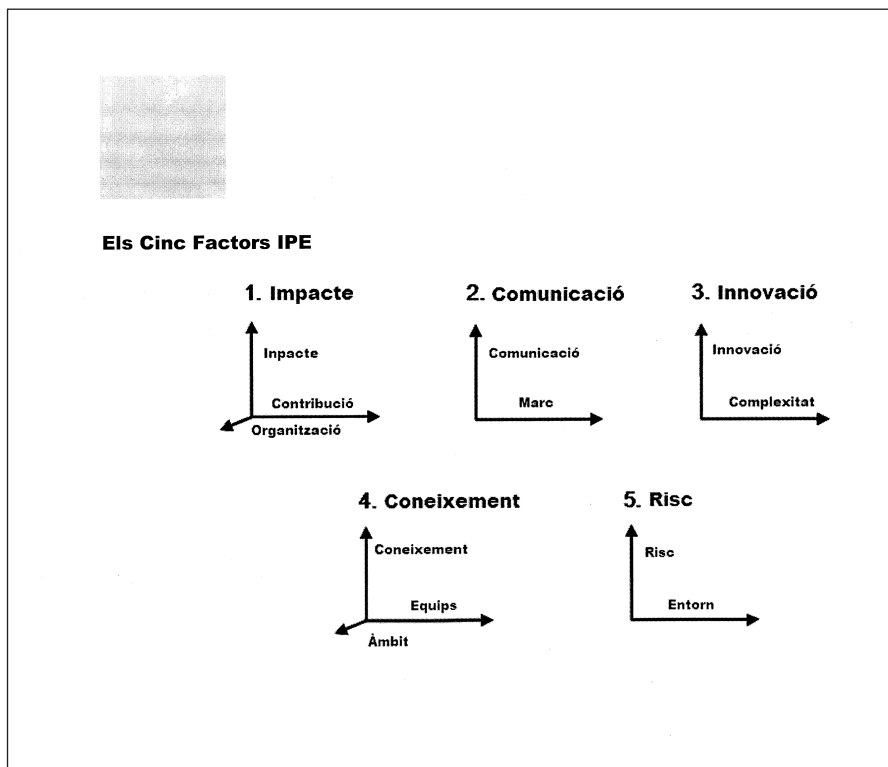 Els Cinc Factors IPE
1. Impacte
2. Comunicació
3. Innovació
Inpacte
Contribució
Organització
Comunicació
Marc
Innovació
Complexitat
4. Coneixement
5. Risc
Coneixement
Equips
Àmbit
Risc
Entorn